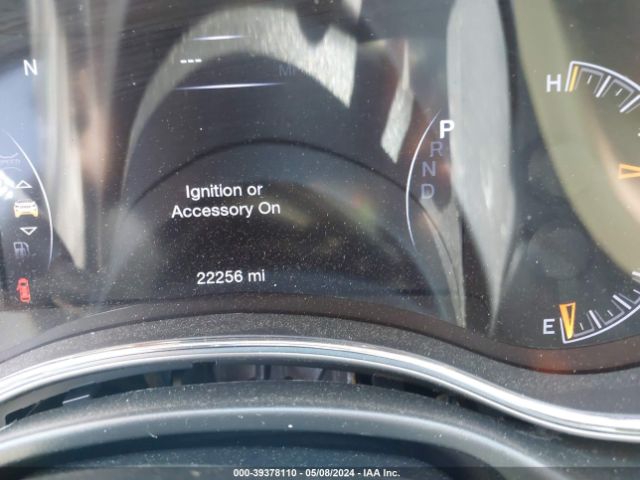 N
---
H
P
R
N
D
Ignition or
Accessory On
22256 mi
E
000-39378110 - 05/08/2024 - IAA Inc.